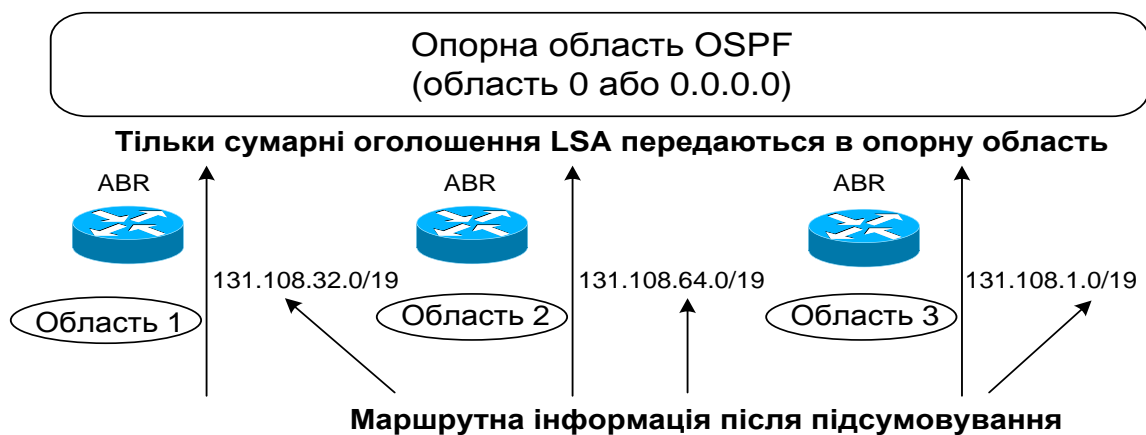 Опорна область OSPF
(область 0 або 0.0.0.0)
Тільки сумарні оголошення LSA передаються в опорну область
ABR
ABR
ABR
131.108.32.0/19
131.108.64.0/19
131.108.1.0/19
Область 1
Область 2
Область 3
Маршрутна інформація після підсумовування